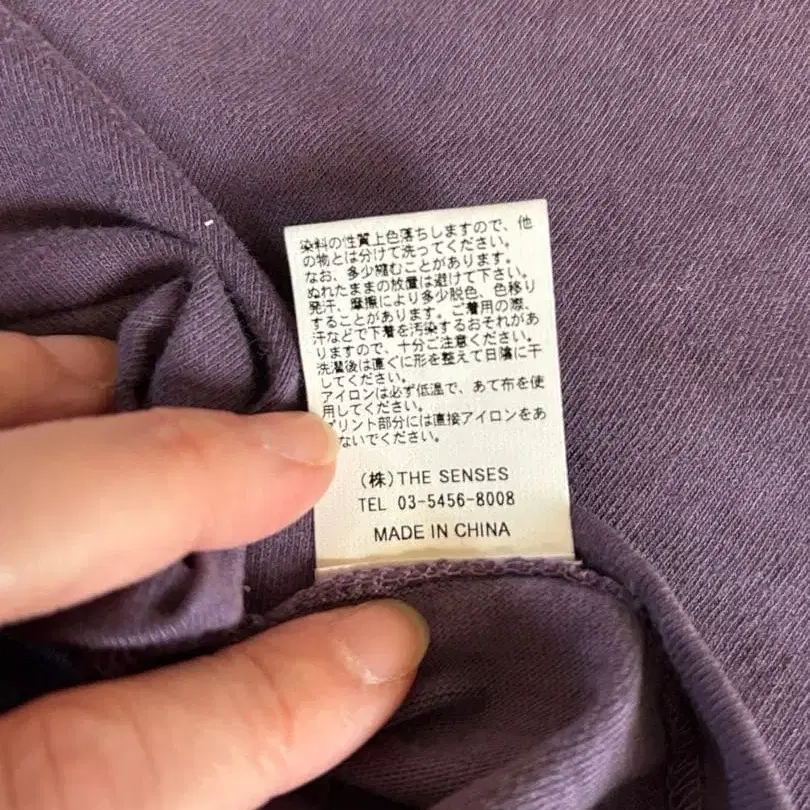 染料の性質上色落ちしますので、他
の物とは分けて洗ってください。
なお、多少縮むことがあります。
ぬれたままの放置は避けて下さい。
発汗、摩擦により多少脱色、色移り
することがあります。ご着用の際、
汗などで下着を汚染するおそれがあ
りますので、十分ご注意ください。
洗濯後は直ぐに形を整えて日陰に干
してください。
アイロンは必ず低温で、あて布を使
用してください。
プリント部分には直接アイロンをあ
ないでください。
(株)THE SENSES
TEL 03-5456-8008
MADE IN CHINA